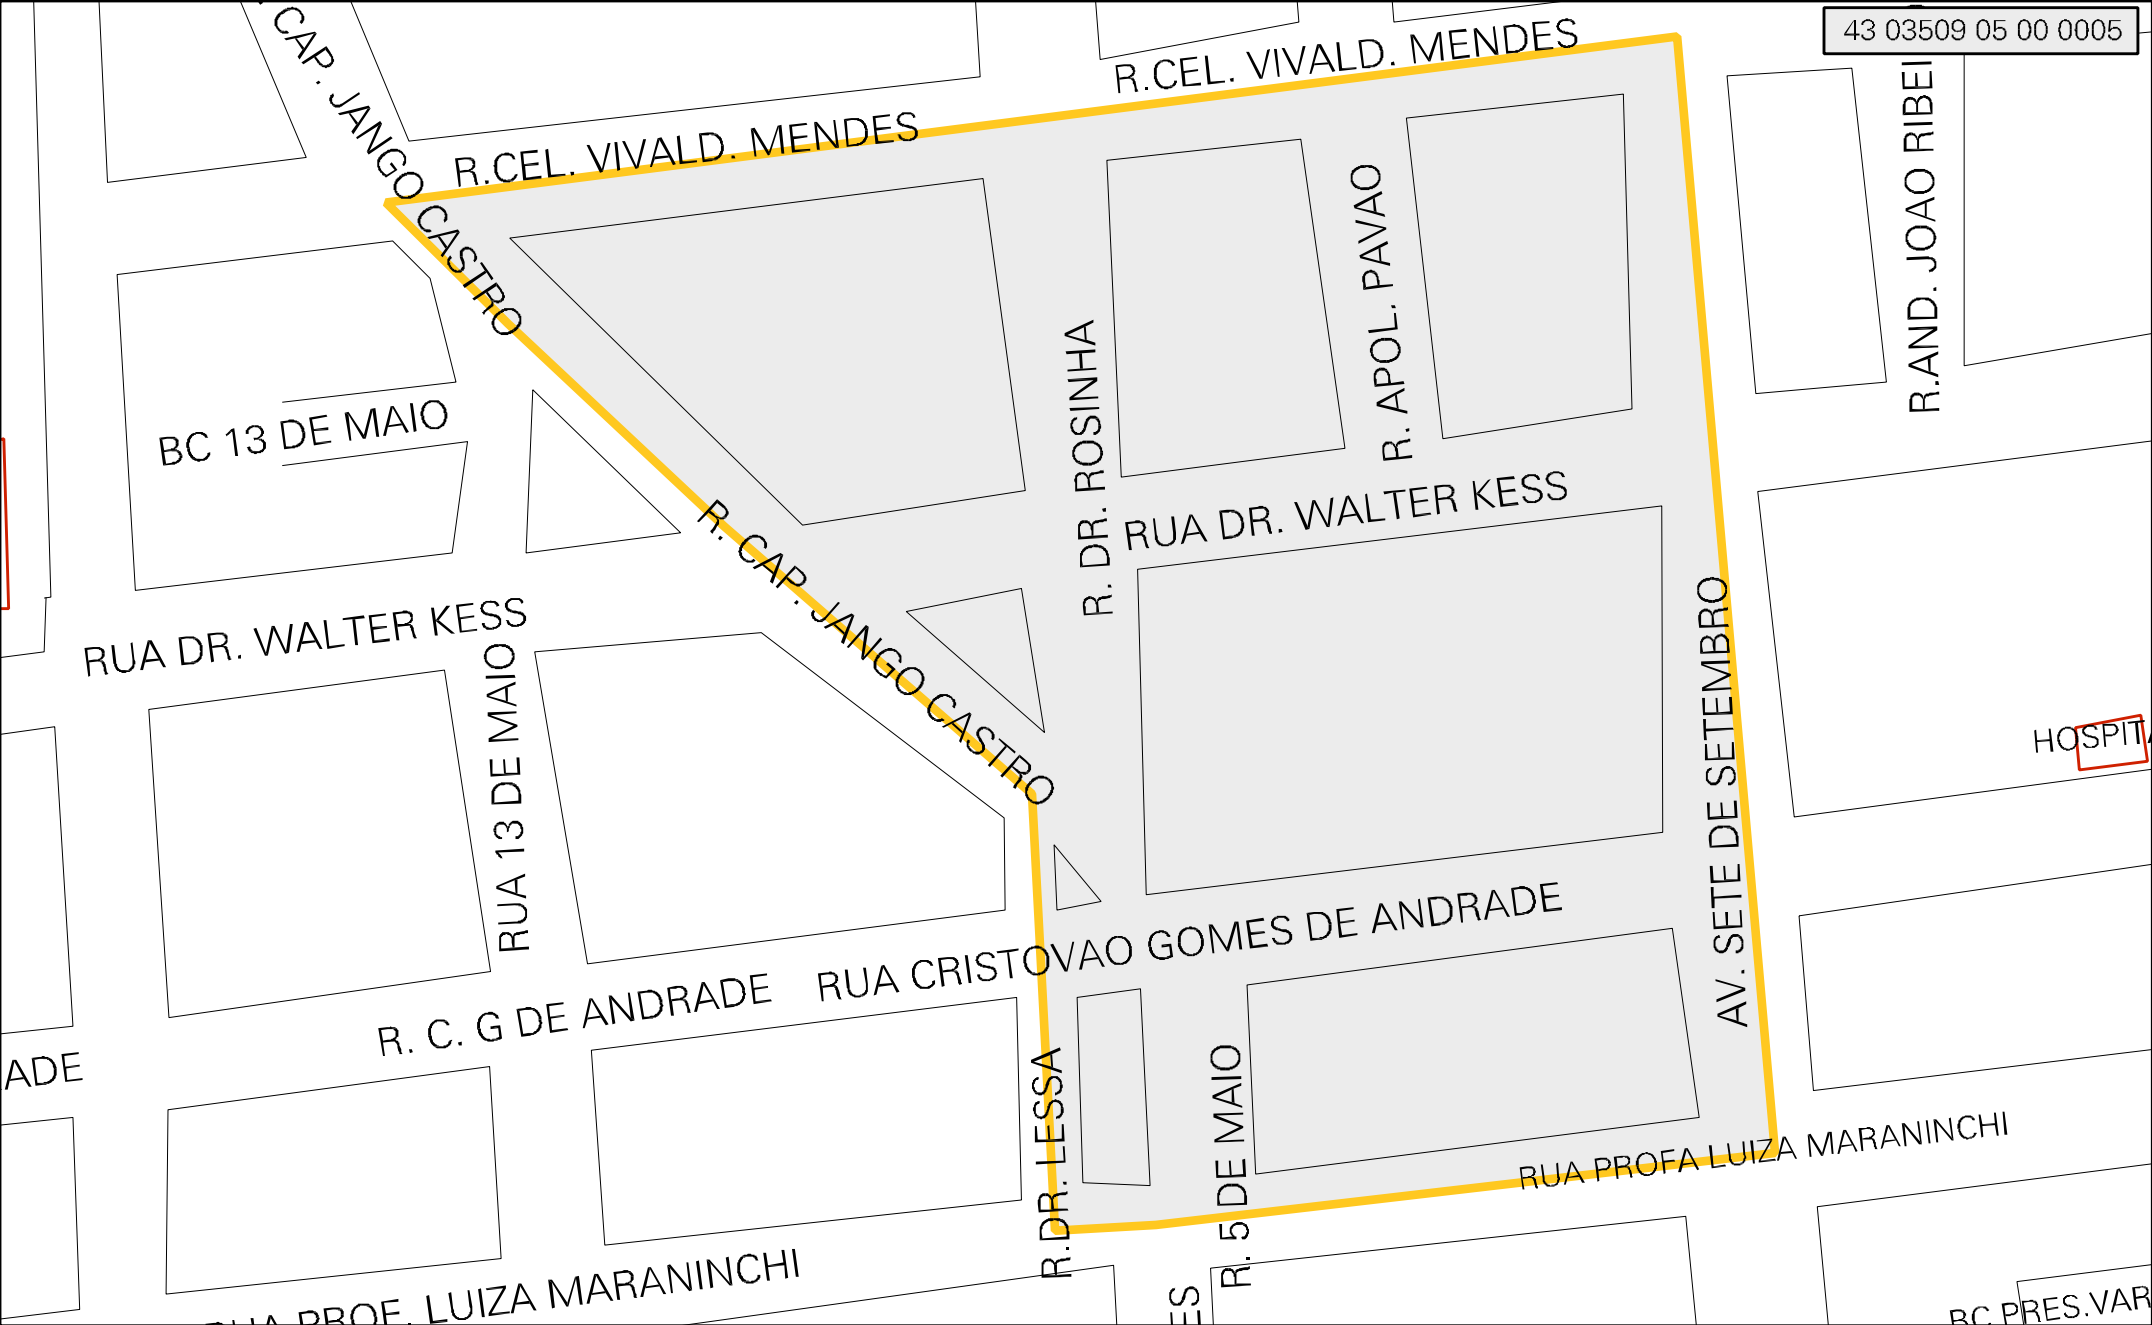 43 03509 05 00 0005
CAP. JANGO CASTRO
R.CEL. VIVALD. MENDES
R.CEL. VIVALD. MENDES
R. APOL. PAVAO
R.AND. JOAO RIBEI
R. DR. ROSINHA
BC 13 DE MAIO
RUA DR. WALTER KESS
R. CAP. JANGO CASTRO
RUA DR. WALTER KESS
RUA 13 DE MAIO
AV. SETE DE SETEMBRO
HOSPITA
RUA CRISTOVAO GOMES DE ANDRADE
R. C. G DE ANDRADE
ADE
R.DR. LESSA
R. 5 DE MAIO
RUA PROFA LUIZA MARANINCHI
UA PROF. LUIZA MARANINCHI
ES
BC PRES.VAR